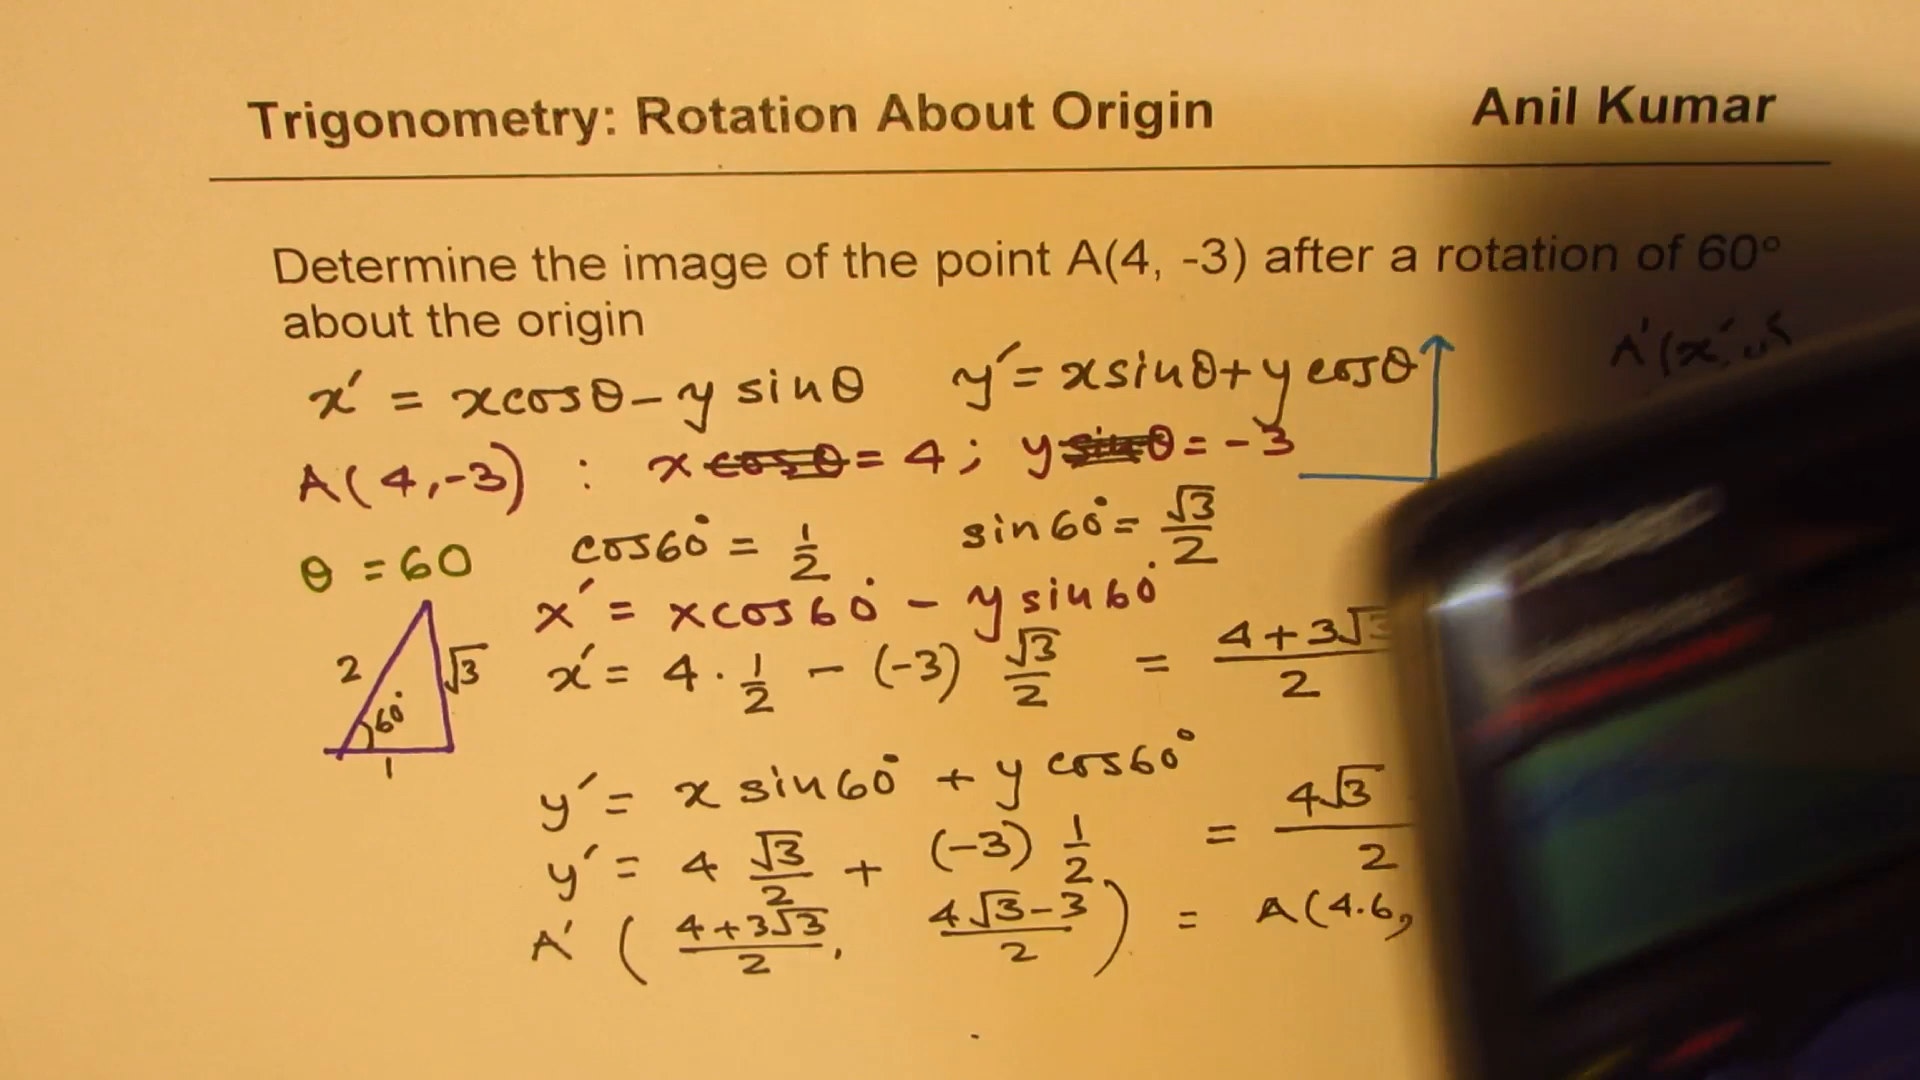 Trigonometry: Rotation About Origin Anil Kumar
Determine the image of the point A(4, -3) after a rotation of 60°
about the origin
A'(x',
x' = xcosθ - y sinθ y' = xsinθ + y cosθ
A(4,-3) : x cosθ = 4 ; y sinθ = -3
θ = 60 cos60° = 1/2 sin60° = √3/2
x' = xcos60° - y sin60°
x' = 4 · 1/2 - (-3) √3/2 = 4+3√3/2
2 √3 60° 1
y' = x sin60° + y cos60°
y' = 4 √3/2 + (-3) 1/2 = 4√3/2
A' ( 4+3√3/2, 4√3-3/2 ) = A(4.6,